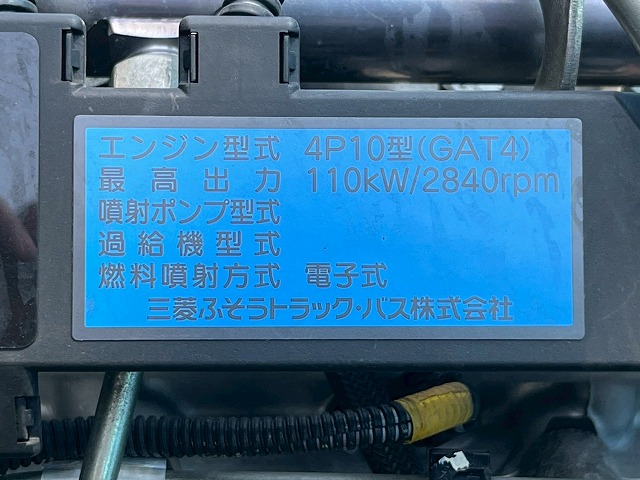 エンジン型式 4P10型(GAT4)
最高出力 110kW/2840rpm
噴射ポンプ型式
過給機型式
燃料噴射方式 電子式
三菱ふそうトラック・バス株式会社